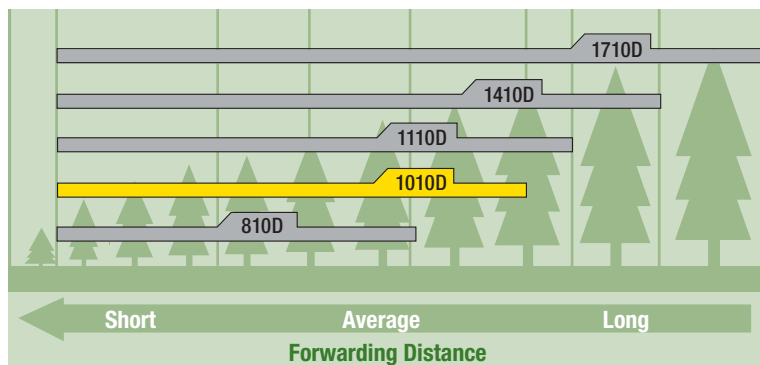 1710D
1410D
1110D
1010D
810D
Short Average Long
Forwarding Distance